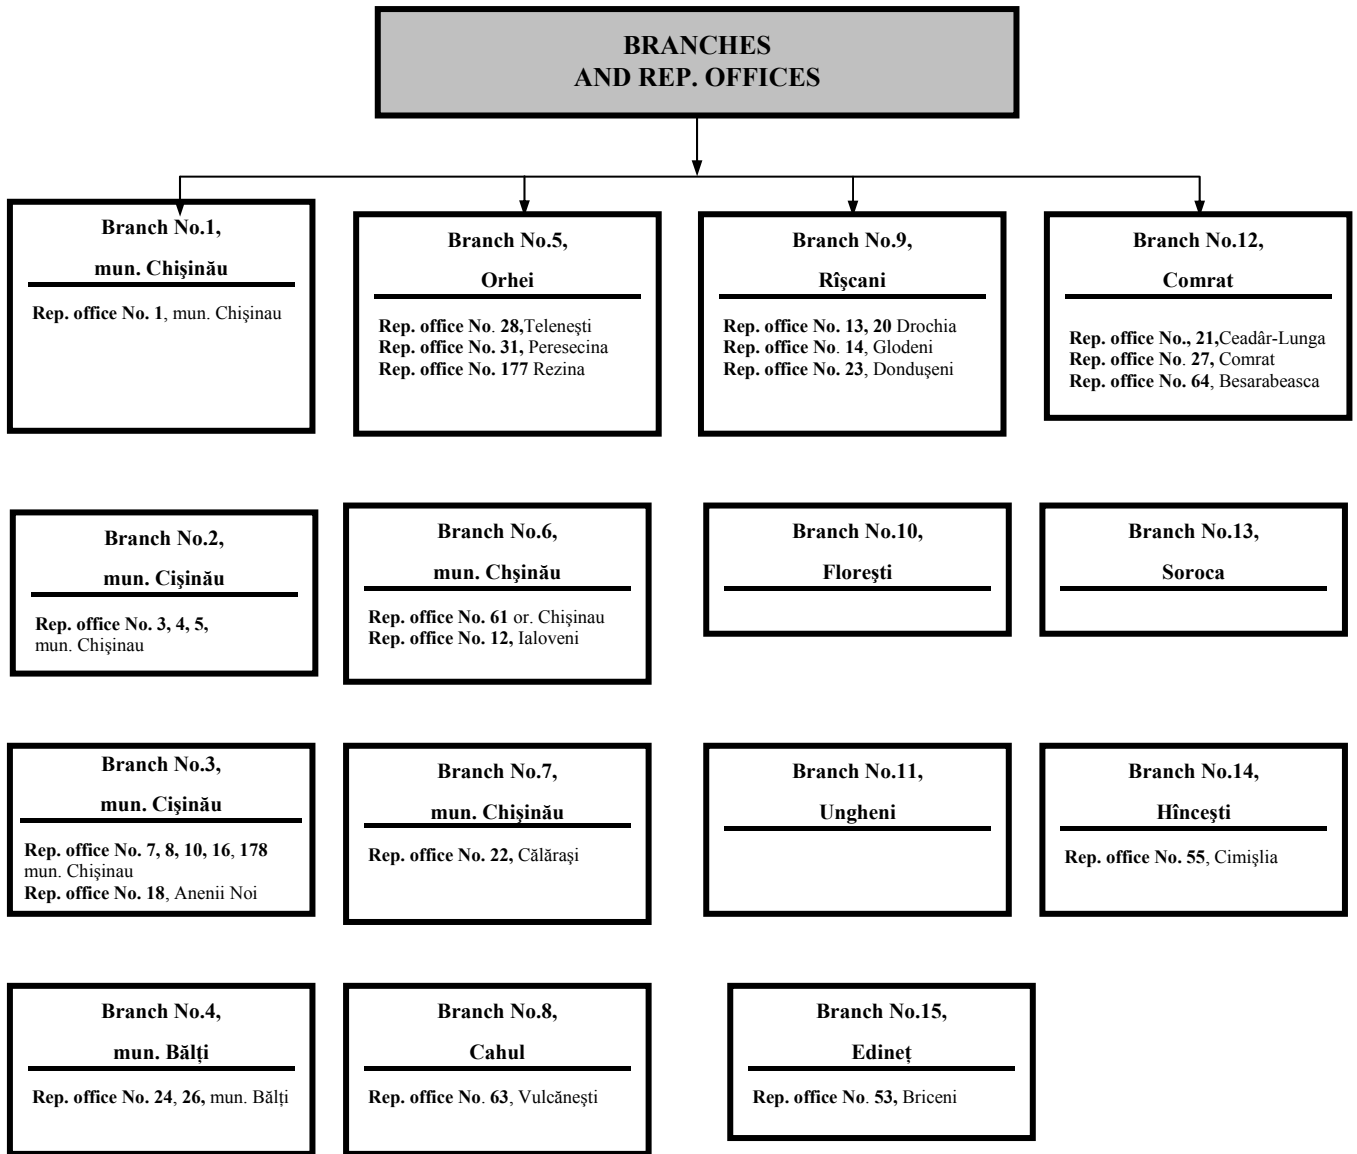 BRANCHES
AND REP. OFFICES
Branch No.1,
mun. Chişinău
Rep. office No. 1, mun. Chişinau
Branch No.5,
Orhei
Rep. office No. 28,Teleneşti
Rep. office No. 31, Peresecina
Rep. office No. 177 Rezina
Branch No.9,
Rîşcani
Rep. office No. 13, 20 Drochia
Rep. office No. 14, Glodeni
Rep. office No. 23, Donduşeni
Branch No.12,
Comrat
Rep. office No., 21,Ceadâr-Lunga
Rep. office No. 27, Comrat
Rep. office No. 64, Besarabeasca
Branch No.2,
mun. Cişinău
Rep. office No. 3, 4, 5,
mun. Chişinau
Branch No.6,
mun. Chşinău
Rep. office No. 61 or. Chişinau
Rep. office No. 12, Ialoveni
Branch No.10,
Floreşti
Branch No.13,
Soroca
Branch No.3,
mun. Cişinău
Rep. office No. 7, 8, 10, 16, 178
mun. Chişinau
Rep. office No. 18, Anenii Noi
Branch No.7,
mun. Chişinău
Rep. office No. 22, Călăraşi
Branch No.11,
Ungheni
Branch No.14,
Hînceşti
Rep. office No. 55, Cimişlia
Branch No.4,
mun. Bălți
Rep. office No. 24, 26, mun. Bălți
Branch No.8,
Cahul
Rep. office No. 63, Vulcăneşti
Branch No.15,
Edineț
Rep. office No. 53, Briceni